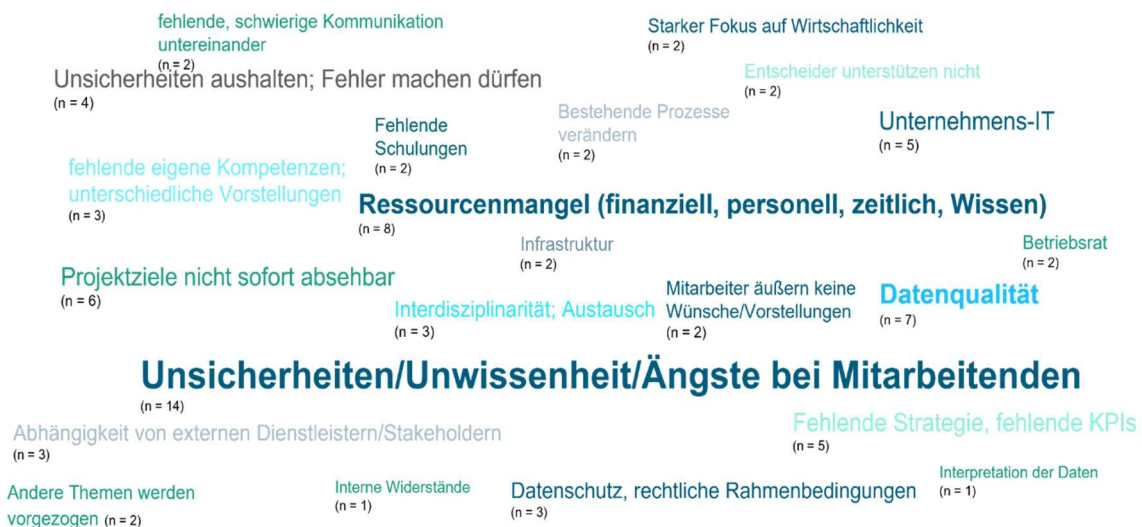 fehlende, schwierige Kommunikation
untereinander
(n = 2)
Starker Fokus auf Wirtschaftlichkeit
(n = 2)
Unsicherheiten aushalten; Fehler machen dürfen
(n = 4)
Entscheider unterstützen nicht
(n = 2)
Fehlende
Schulungen
(n = 2)
Bestehende Prozesse
verändern
(n = 2)
Unternehmens-IT
(n = 5)
fehlende eigene Kompetenzen;
unterschiedliche Vorstellungen
(n = 3)
Ressourcenmangel (finanziell, personell, zeitlich, Wissen)
(n = 8)
Infrastruktur
(n = 2)
Betriebsrat
(n = 2)
Projektziele nicht sofort absehbar
(n = 6)
Interdisziplinarität; Austausch
(n = 3)
Mitarbeiter äußern keine
Wünsche/Vorstellungen
(n = 2)
Datenqualität
(n = 7)
Unsicherheiten/Unwissenheit/Ängste bei Mitarbeitenden
(n = 14)
Abhängigkeit von externen Dienstleistern/Stakeholdern
(n = 3)
Fehlende Strategie, fehlende KPIs
(n = 5)
Andere Themen werden
vorgezogen (n = 2)
Interne Widerstände
(n = 1)
Datenschutz, rechtliche Rahmenbedingungen
(n = 3)
Interpretation der Daten
(n = 1)